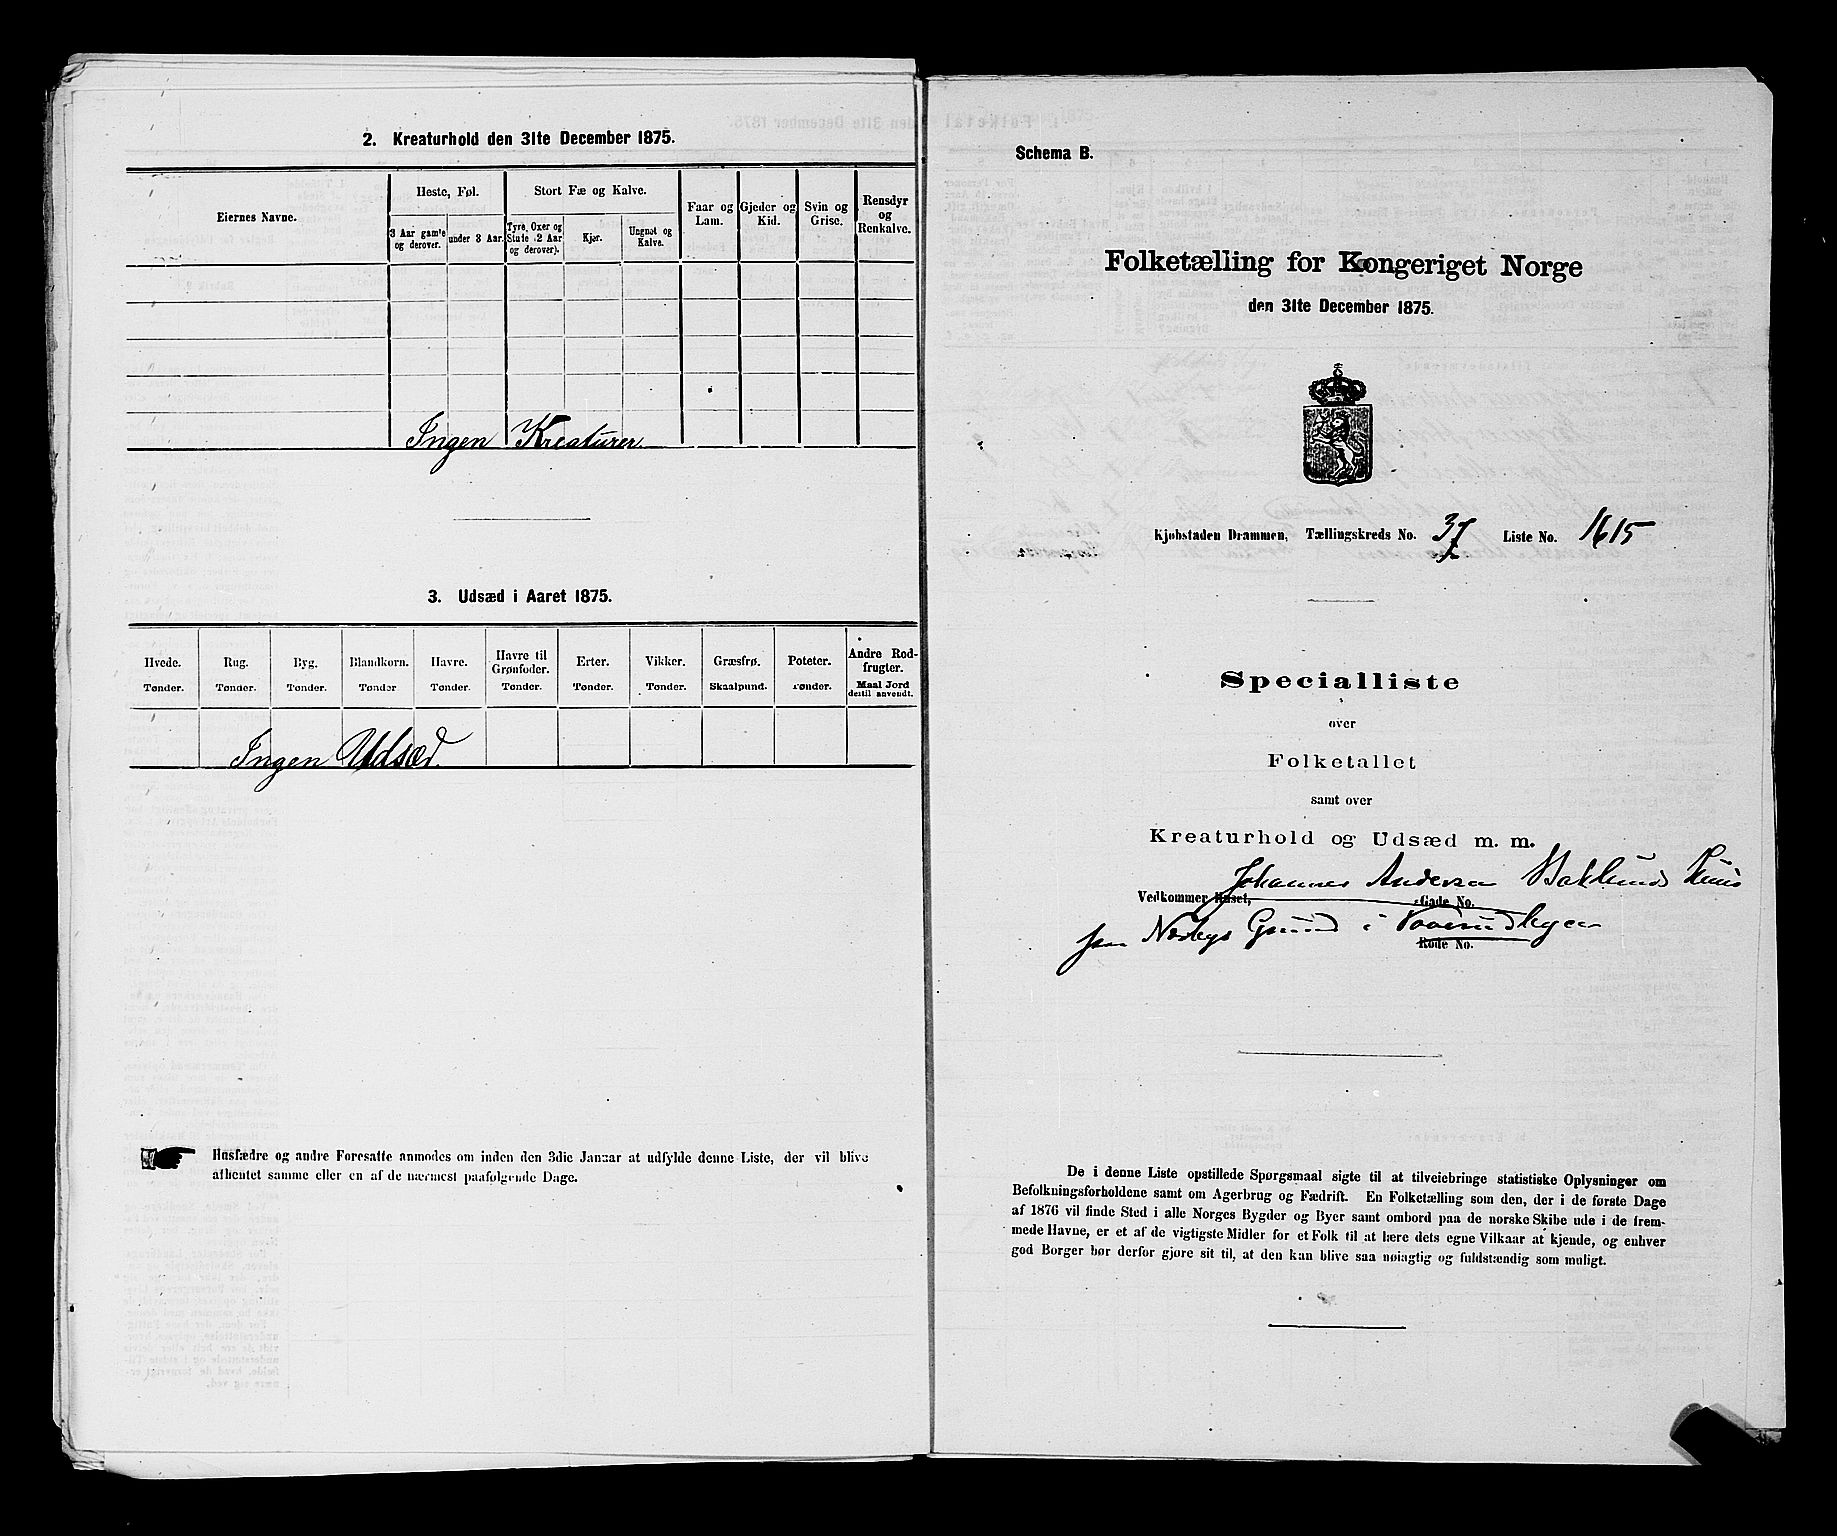 2. Kreaturhold den 31te December 1875.
Eiernes Navne.
Heste, Føl.
Stort Fæ og Kalve.
Faar og Lam.
Gjeder og Kid.
Svin og Grise.
Rensdyr og Renkalve.
3 Aar gamle og derover.
under 3 Aar.
Tyre, Oxer og Stude (2 Aar og derover).
Kjør.
Ungnøt og Kalve.
Ingen Kreaturer
3. Udsæd i Aaret 1875.
Hvede. Rug. Byg. Blandkorn. Havre. Havre til Grønfoder. Erter. Vikker. Græsfrø. Poteter. Andre Rodfrugter.
Tønder. Tønder. Tønder. Tønder Tønder. Tønder. Tønder. Tønder. Skaalpund. Tønder. Maal Jord dertil anvendt.
Ingen Udsæd.
Husfædre og andre Foresatte anmodes om inden den 3die Januar at udfylde denne Liste, der vil blive
afhentet samme eller en af de nærmest paafølgende Dage.
Schema B.
Folketælling for Kongeriget Norge
den 31te December 1875.
Kjøbstaden Drammen, Tællingskreds No. 37 Liste No. 1615
Specialliste
over
Folketallet
samt over
Kreaturhold og Udsæd m. m.
Johannes Andersen Baklunds Huus
Vedkommer Huset, Gade No.
paa Nørbys Grund i
Rode No.
De i denne Liste opstillede Spørgsmaal sigte til at tilveiebringe statistiske Oplysninger om
Befolkningsforholdene samt om Agerbrug og Fædrift. En Folketælling som den, der i de første Dage
af 1876 vil finde Sted i alle Norges Bygder og Byer samt ombord paa de norske Skibe ude i de frem-
mede Havne, er et af de vigtigste Midler for et Folk til at lære dets egne Vilkaar at kjende, og enhver
god Borger bør derfor gjøre sit til, at den kan blive saa nøiagtig og fuldstændig som muligt.